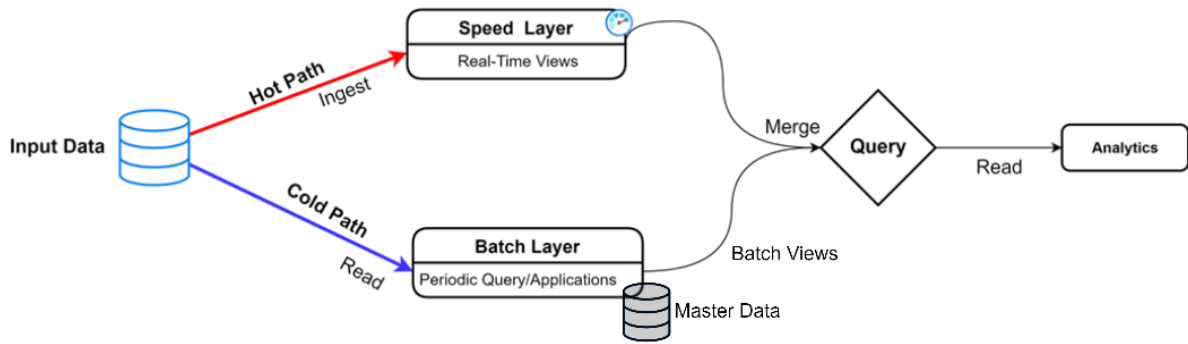 Speed Layer
Real-Time Views
Hot Path
Ingest
Input Data
Merge
Query
Read
Analytics
Cold Path
Read
Batch Layer
Periodic Query/Applications
Batch Views
Master Data